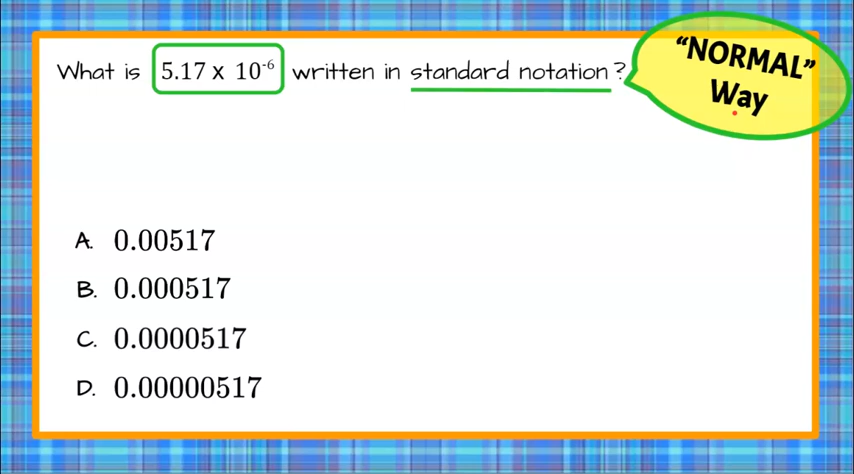 What is 5.17 x 10⁻⁶ written in standard notation?
"NORMAL"
Way
A. 0.00517
B. 0.000517
C. 0.0000517
D. 0.00000517